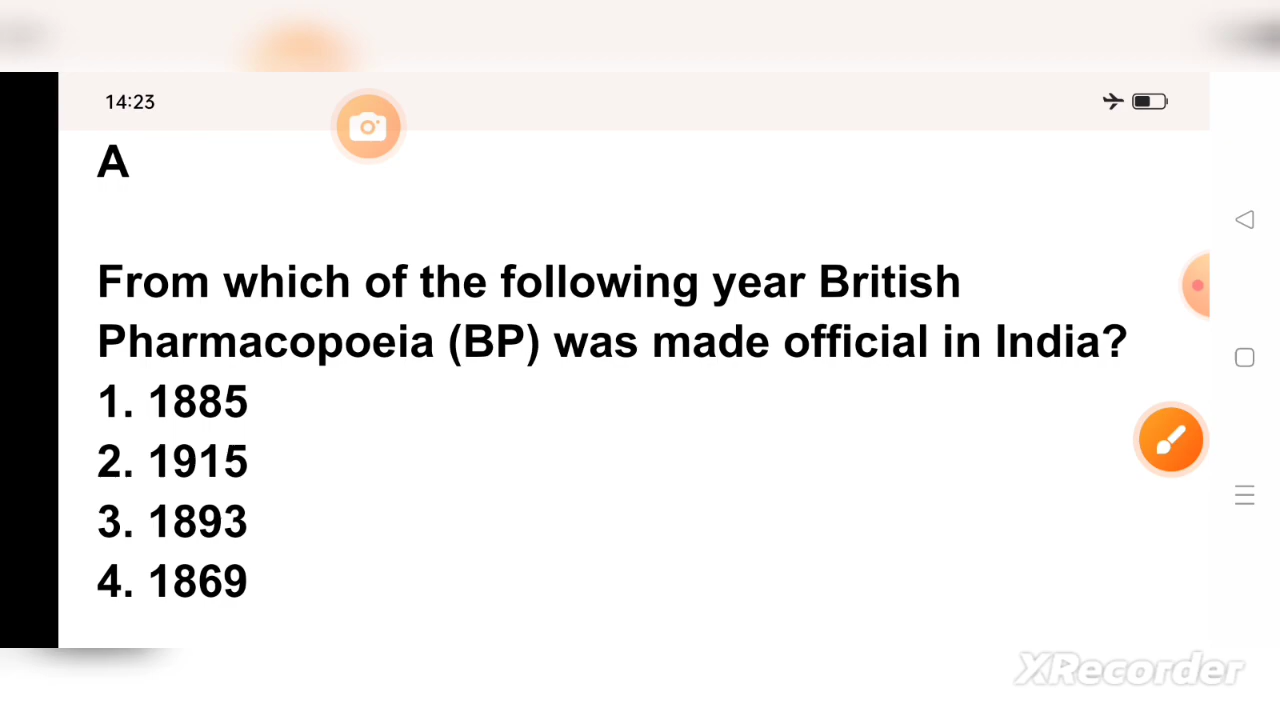 14:23
A
From which of the following year British
Pharmacopoeia (BP) was made official in India?
1. 1885
2. 1915
3. 1893
4. 1869
XRecorder